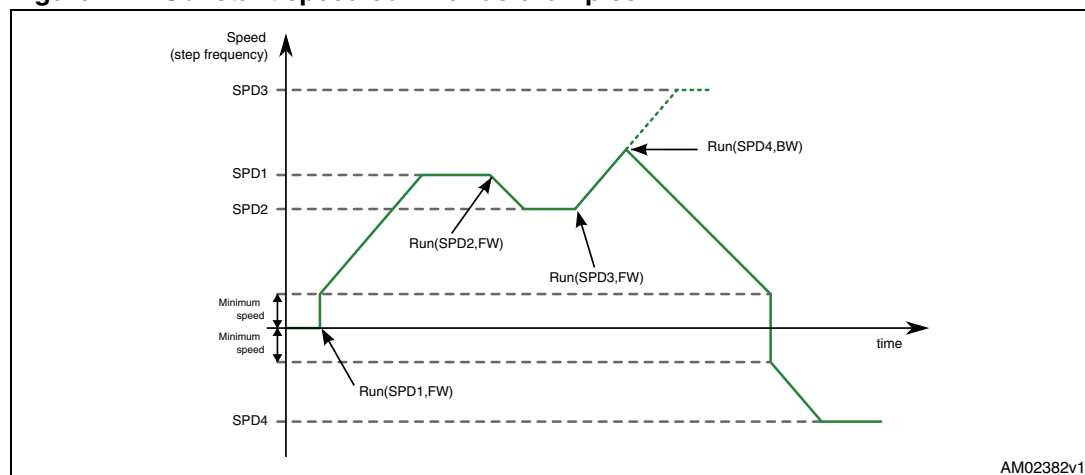 Speed
(step frequency)
SPD3
Run(SPD4,BW)
SPD1
SPD2
Run(SPD2,FW)
Run(SPD3,FW)
Minimum
speed
Minimum
speed
time
Run(SPD1,FW)
SPD4
AM02382v1